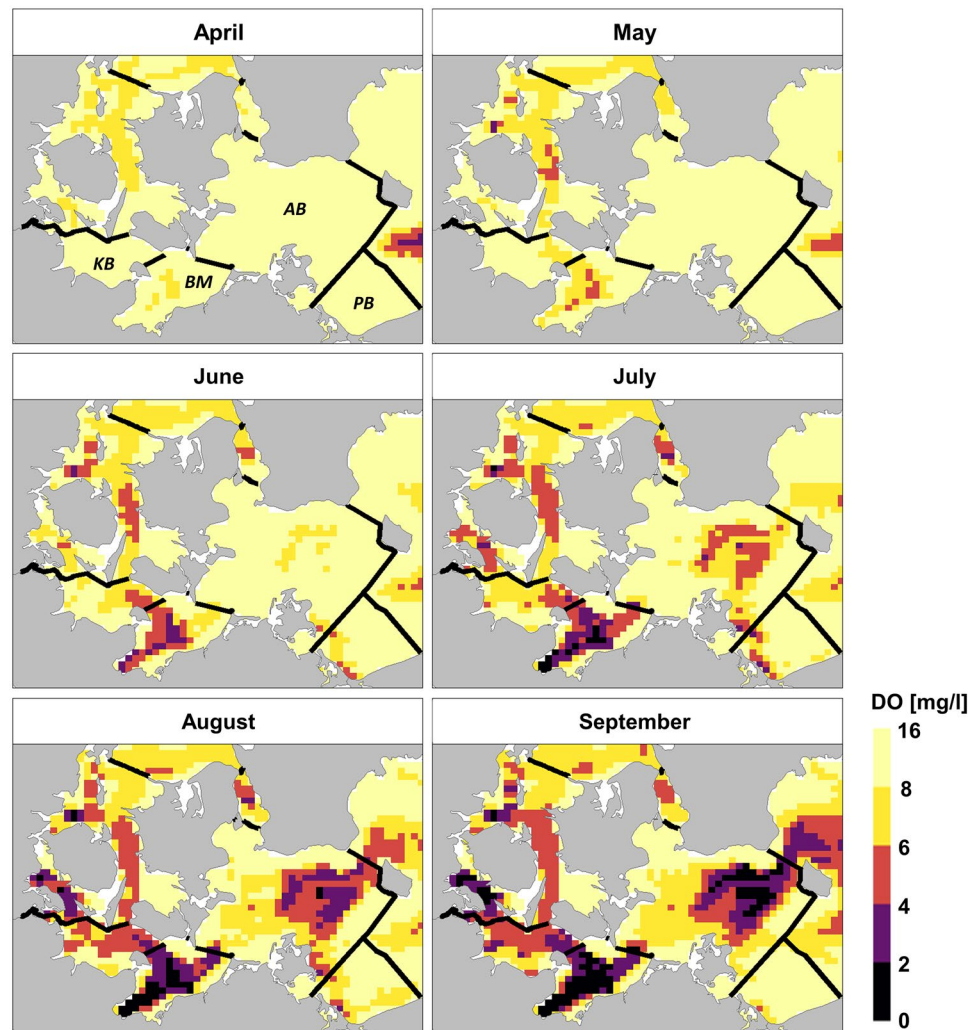 April
May
AB
KB
BM
PB
June
July
August
September
DO [mg/l]
16
8
6
4
2
0